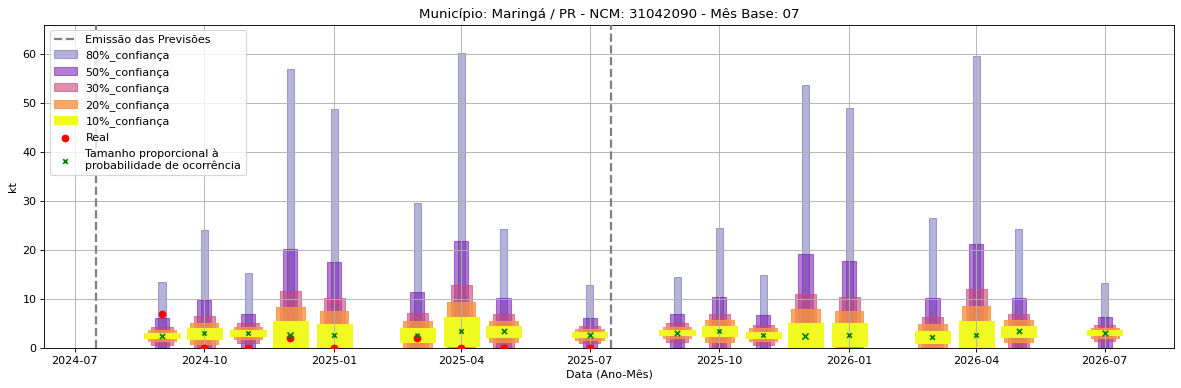 Município: Maringá / PR - NCM: 31042090 - Mês Base: 07
Emissão das Previsões
80%_confiança
50%_confiança
30%_confiança
20%_confiança
10%_confiança
Real
Tamanho proporcional à
probabilidade de ocorrência
60
50
40
30
20
10
0
kt
2024-07 2024-10 2025-01 2025-04 2025-07 2025-10 2026-01 2026-04 2026-07
Data (Ano-Mês)